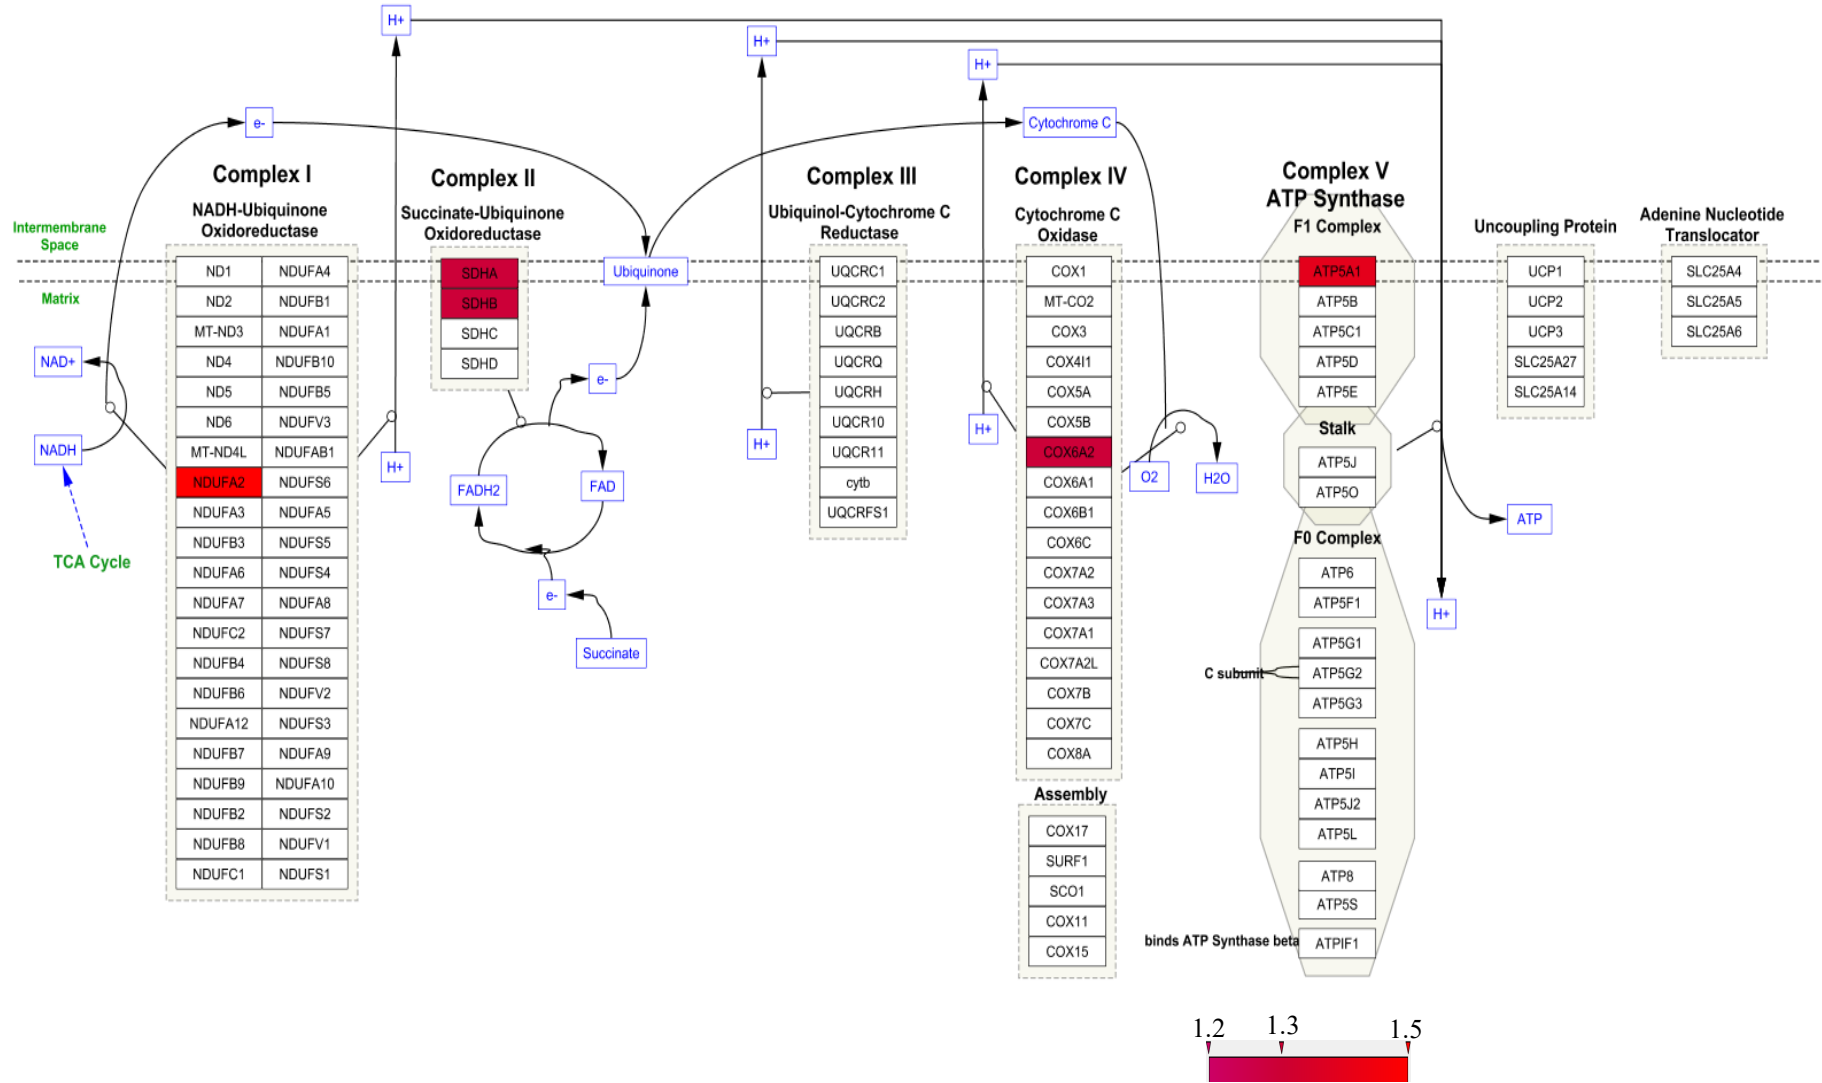 H+
H+
H+
e-
Cytochrome C
Complex I
NADH-Ubiquinone
Oxidoreductase
Complex II
Succinate-Ubiquinone
Oxidoreductase
Complex III
Ubiquinol-Cytochrome C
Reductase
Complex IV
Cytochrome C
Oxidase
Complex V
ATP Synthase
F1 Complex
Uncoupling Protein
Adenine Nucleotide
Translocator
Intermembrane
Space
Matrix
NAD+
NADH
TCA Cycle
ND1 NDUFA4
ND2 NDUFB1
MT-ND3 NDUFA1
ND4 NDUFB10
ND5 NDUFB5
ND6 NDUFV3
MT-ND4L NDUFAB1
NDUFA2 NDUFS6
NDUFA3 NDUFA5
NDUFB3 NDUFS5
NDUFA6 NDUFS4
NDUFA7 NDUFA8
NDUFC2 NDUFS7
NDUFB4 NDUFS8
NDUFB6 NDUFV2
NDUFA12 NDUFS3
NDUFB7 NDUFA9
NDUFB9 NDUFA10
NDUFB2 NDUFS2
NDUFB8 NDUFV1
NDUFC1 NDUFS1
H+
SDHA
SDHB
SDHC
SDHD
Ubiquinone
e-
FADH2
FAD
e-
Succinate
H+
UQCRC1
UQCRC2
UQCRB
UQCRQ
UQCRH
UQCR10
UQCR11
cytb
UQCRFS1
H+
COX1
MT-CO2
COX3
COX4I1
COX5A
COX5B
COX6A2
COX6A1
COX6B1
COX6C
COX7A2
COX7A3
COX7A1
COX7A2L
COX7B
COX7C
COX8A
Assembly
COX17
SURF1
SCO1
COX11
COX15
O2
H2O
ATP5A1
ATP5B
ATP5C1
ATP5D
ATP5E
Stalk
ATP5J
ATP5O
F0 Complex
ATP6
ATP5F1
ATP5G1
C subunit
ATP5G2
ATP5G3
ATP5H
ATP5I
ATP5J2
ATP5L
ATP8
ATP5S
binds ATP Synthase beta
ATPIF1
ATP
H+
UCP1
UCP2
UCP3
SLC25A27
SLC25A14
SLC25A4
SLC25A5
SLC25A6
1.2 1.3 1.5